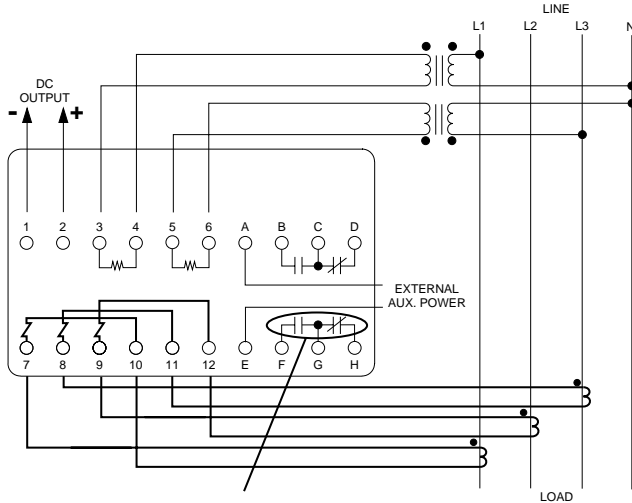 LINE
L1 L2 L3 N
DC
OUTPUT
- +
1 2 3 4 5 6 A B C D
EXTERNAL
AUX. POWER
7 8 9 10 11 12 E F G H
LOAD